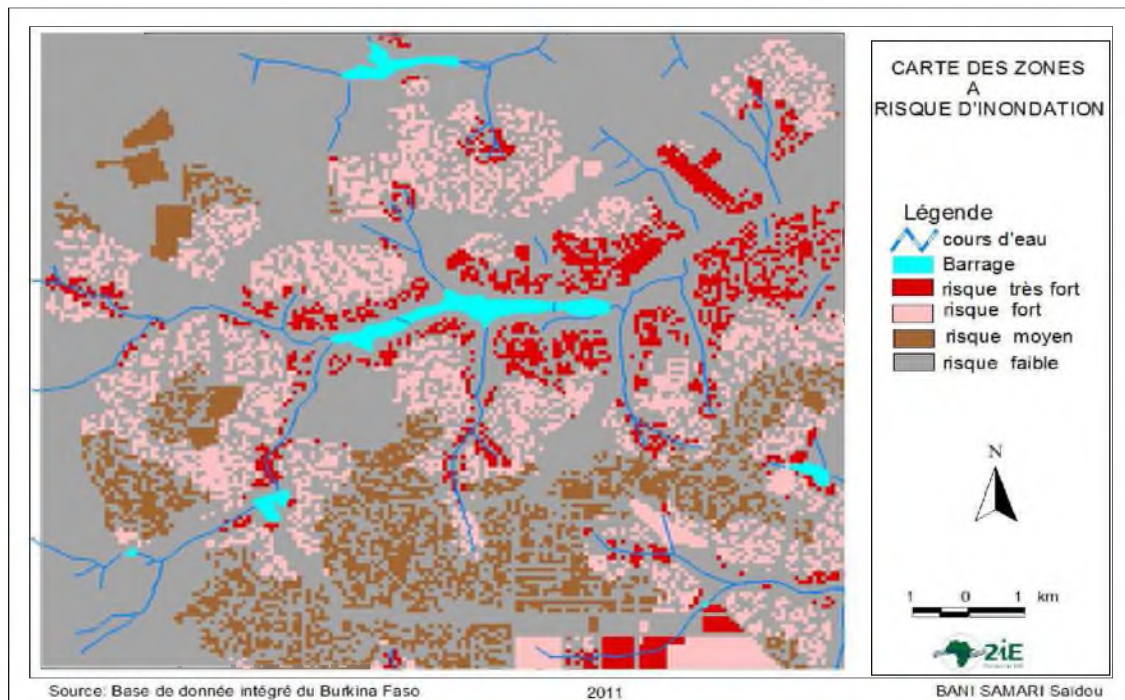 CARTE DES ZONES
A
RISQUE D'INONDATION
Légende
cours d'eau
Barrage
risque très fort
risque fort
risque moyen
risque faible
N
1 0 1 km
2iE
Source: Base de donnée intégré du Burkina Faso 2011 BANI SAMARI Saidou